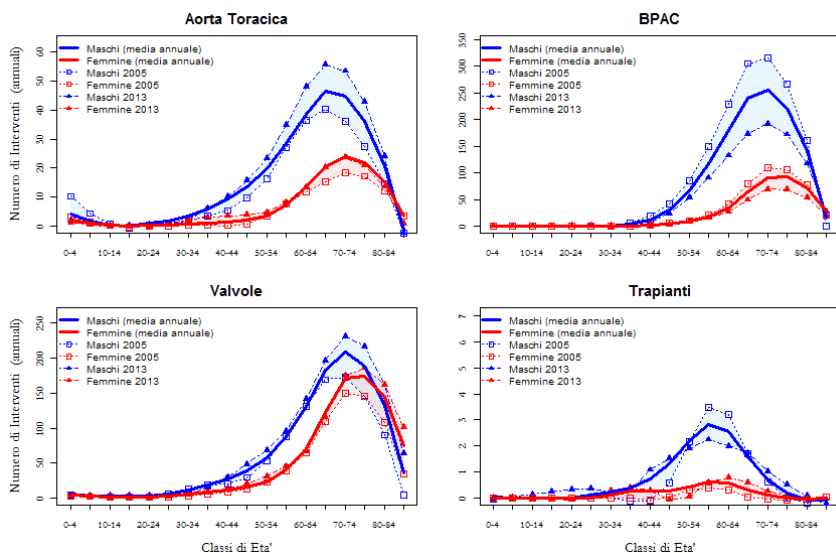 Aorta Toracica
Numero di Interventi (annuali)
60
50
40
30
20
10
0
Maschi (media annuale)
Femmine (media annuale)
Maschi 2005
Femmine 2005
Maschi 2013
Femmine 2013
0-4 10-14 20-24 30-34 40-44 50-54 60-64 70-74 80-84
BPAC
350
300
250
200
150
100
50
0
Maschi (media annuale)
Femmine (media annuale)
Maschi 2005
Femmine 2005
Maschi 2013
Femmine 2013
0-4 10-14 20-24 30-34 40-44 50-54 60-64 70-74 80-84
Valvole
Numero di Interventi (annuali)
250
200
150
100
50
0
Maschi (media annuale)
Femmine (media annuale)
Maschi 2005
Femmine 2005
Maschi 2013
Femmine 2013
0-4 10-14 20-24 30-34 40-44 50-54 60-64 70-74 80-84
Classi di Eta'
Trapianti
7
6
5
4
3
2
1
0
Maschi (media annuale)
Femmine (media annuale)
Maschi 2005
Femmine 2005
Maschi 2013
Femmine 2013
0-4 10-14 20-24 30-34 40-44 50-54 60-64 70-74 80-84
Classi di Eta'